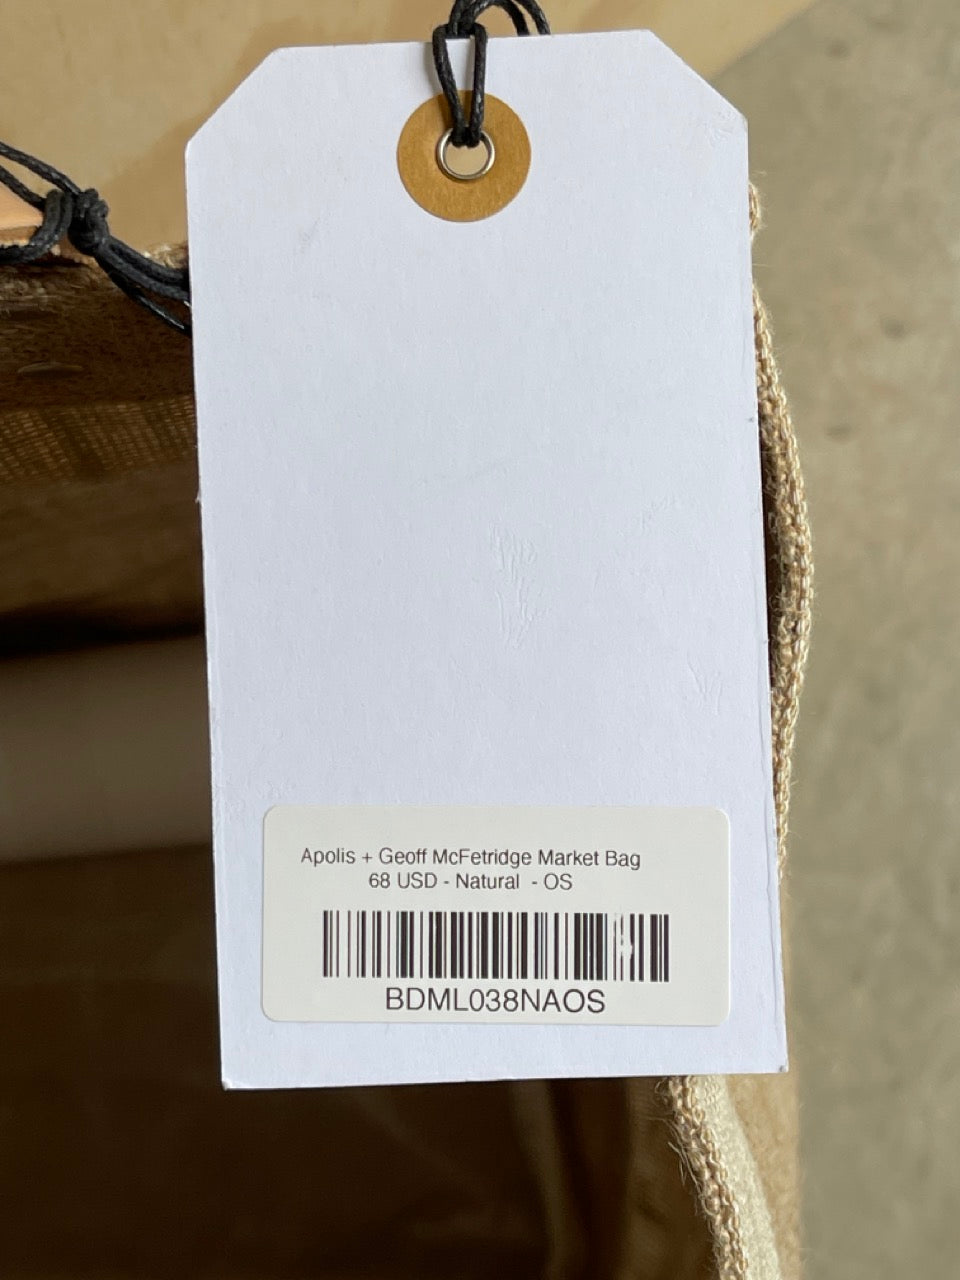 Apolis + Geoff McFetridge Market Bag
68 USD - Natural - OS
BDML038NAOS